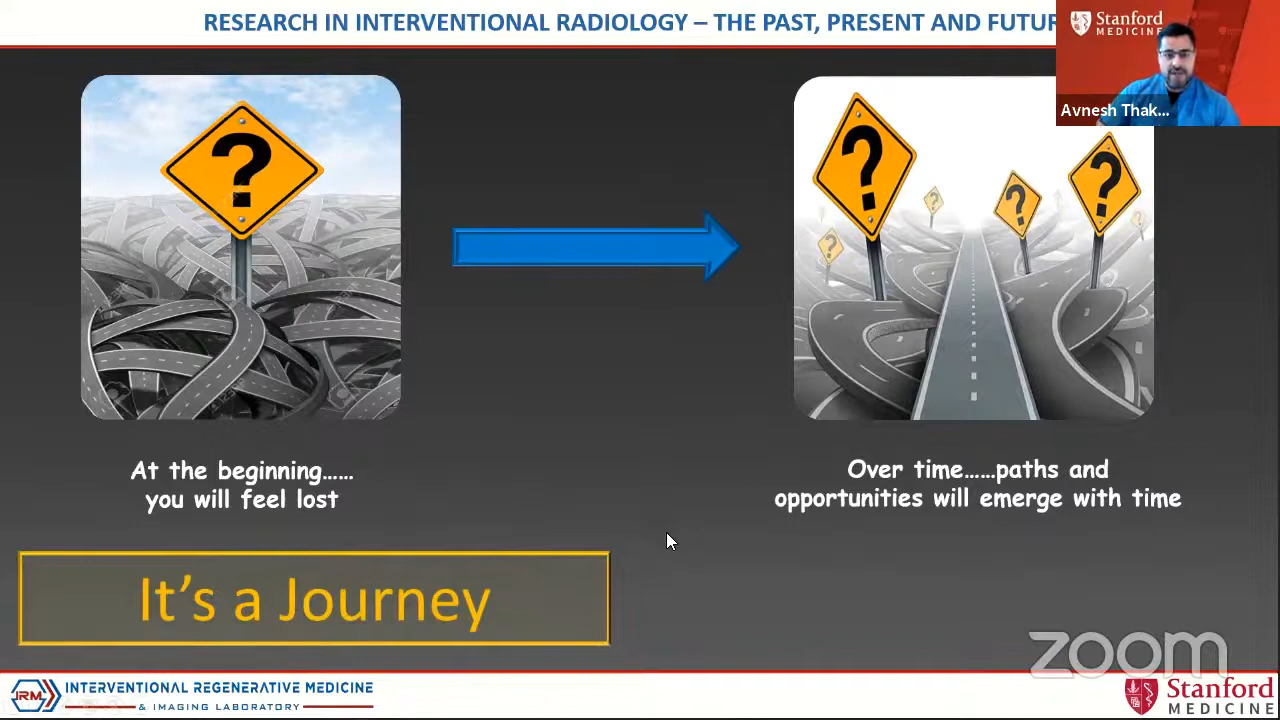 RESEARCH IN INTERVENTIONAL RADIOLOGY – THE PAST, PRESENT AND FUTUR
Stanford
MEDICINE
Avnesh Thak...
?
?
?
?
?
?
At the beginning......
you will feel lost
Over time......paths and
opportunities will emerge with time
It's a Journey
zoom
IRM
INTERVENTIONAL REGENERATIVE MEDICINE
& IMAGING LABORATORY
Stanford
MEDICINE